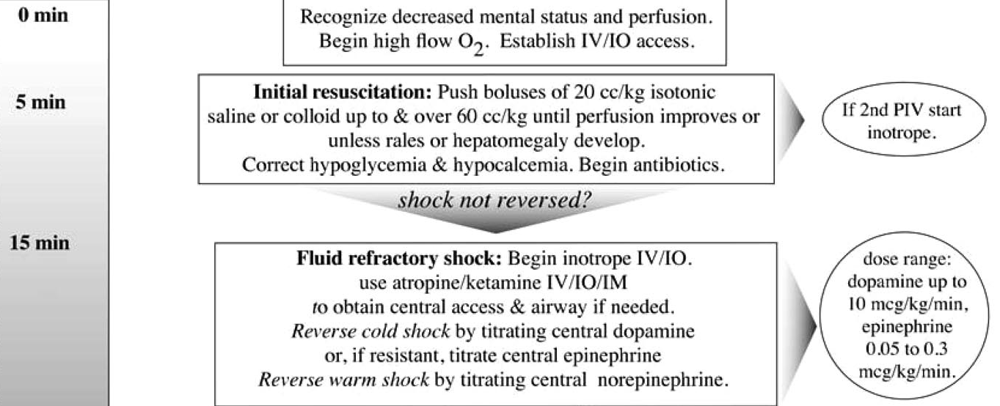 0 min
Recognize decreased mental status and perfusion.
Begin high flow O2. Establish IV/IO access.
5 min
Initial resuscitation: Push boluses of 20 cc/kg isotonic
saline or colloid up to & over 60 cc/kg until perfusion improves or
unless rales or hepatomegaly develop.
Correct hypoglycemia & hypocalcemia. Begin antibiotics.
If 2nd PIV start
inotrope.
shock not reversed?
15 min
Fluid refractory shock: Begin inotrope IV/IO.
use atropine/ketamine IV/IO/IM
to obtain central access & airway if needed.
Reverse cold shock by titrating central dopamine
or, if resistant, titrate central epinephrine
Reverse warm shock by titrating central norepinephrine.
dose range:
dopamine up to
10 mcg/kg/min,
epinephrine
0.05 to 0.3
mcg/kg/min.